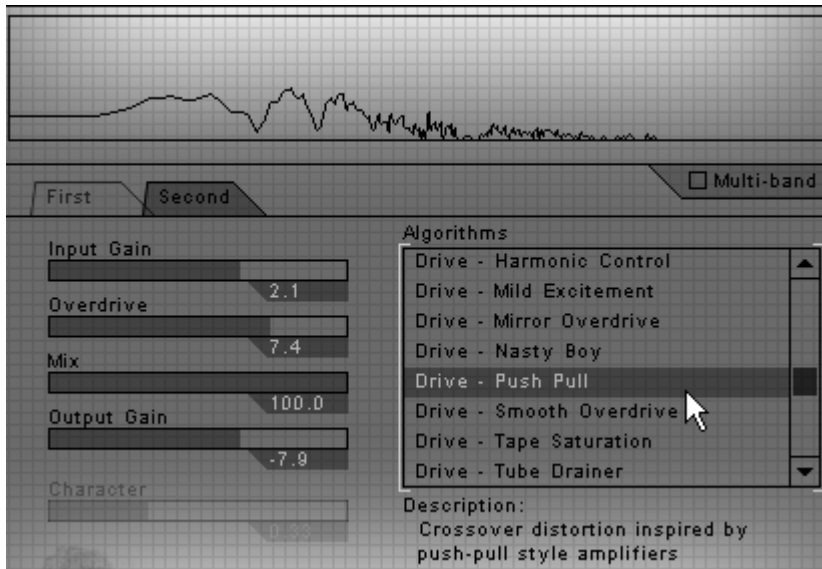 Multi-band
First
Second
Input Gain
2.1
Overdrive
7.4
Mix
100.0
Output Gain
-7.9
Character
0.33
Algorithms
Drive - Harmonic Control
Drive - Mild Excitement
Drive - Mirror Overdrive
Drive - Nasty Boy
Drive - Push Pull
Drive - Smooth Overdrive
Drive - Tape Saturation
Drive - Tube Drainer
Description:
Crossover distortion inspired by
push-pull style amplifiers